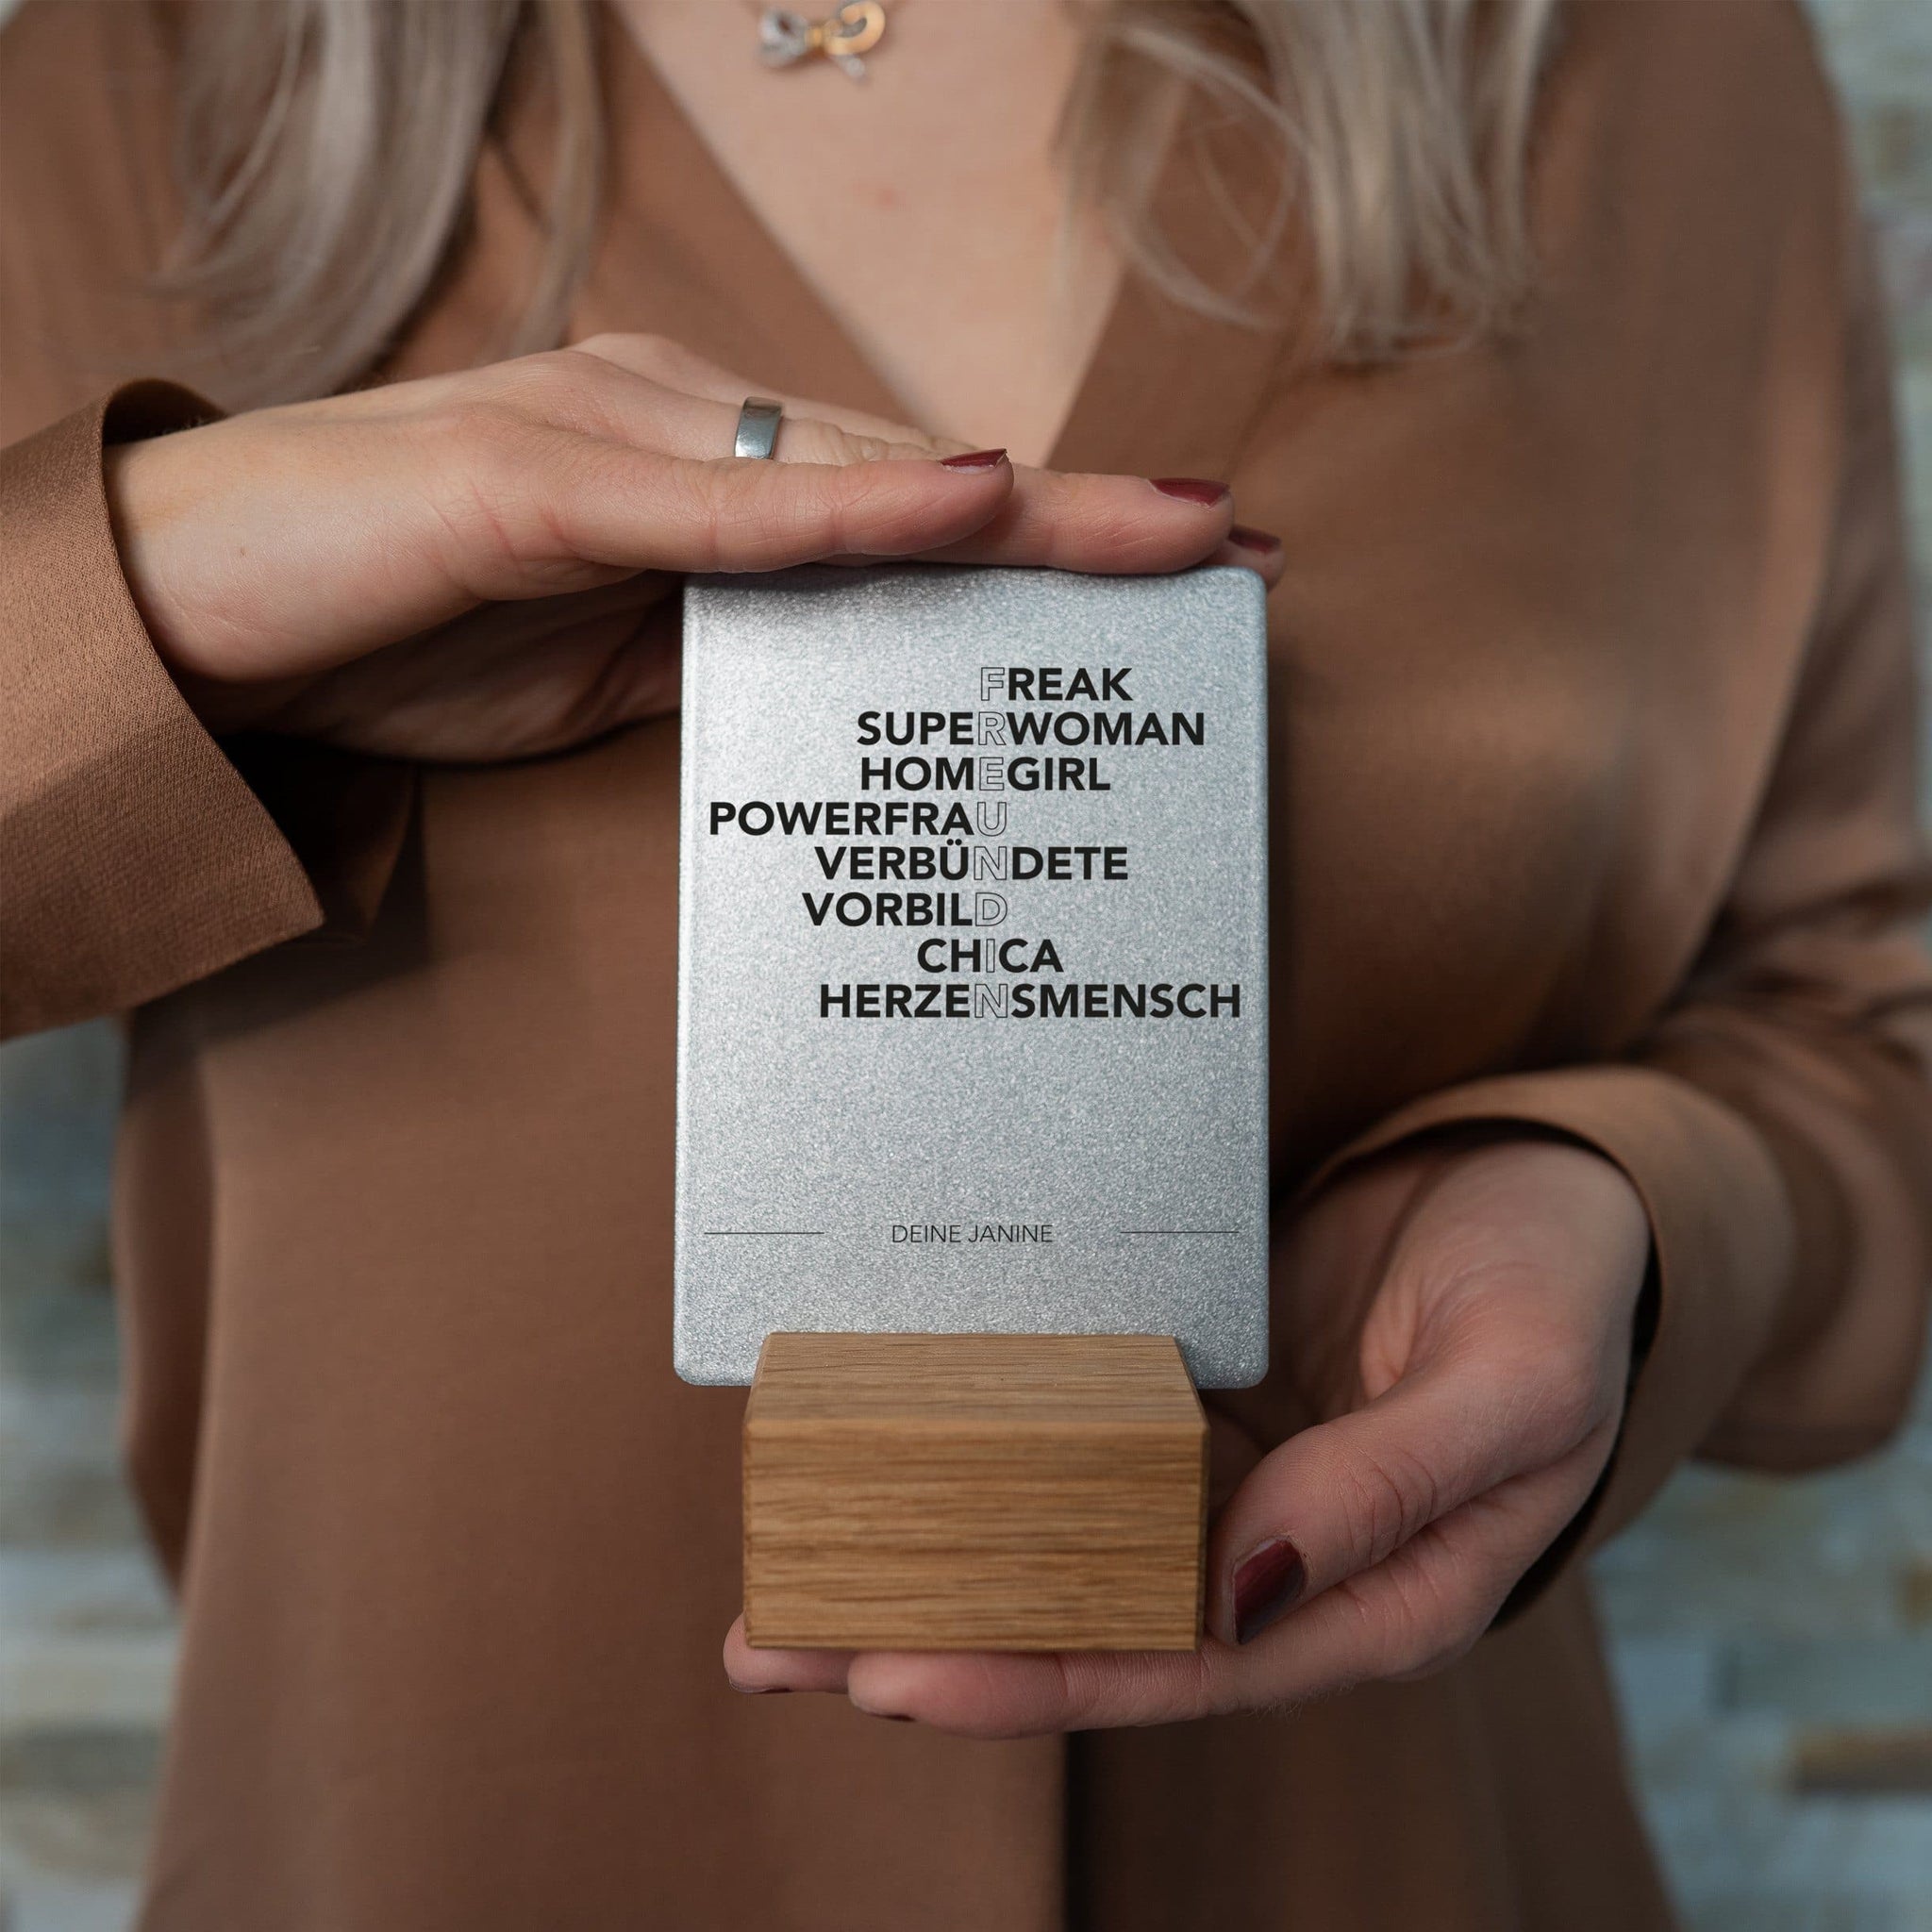 FREAK
SUPERWOMAN
HOMEGIRL
POWERFRAU
VERBÜNDETE
VORBILD
CHICA
HERZENSMENSCH
DEINE JANINE